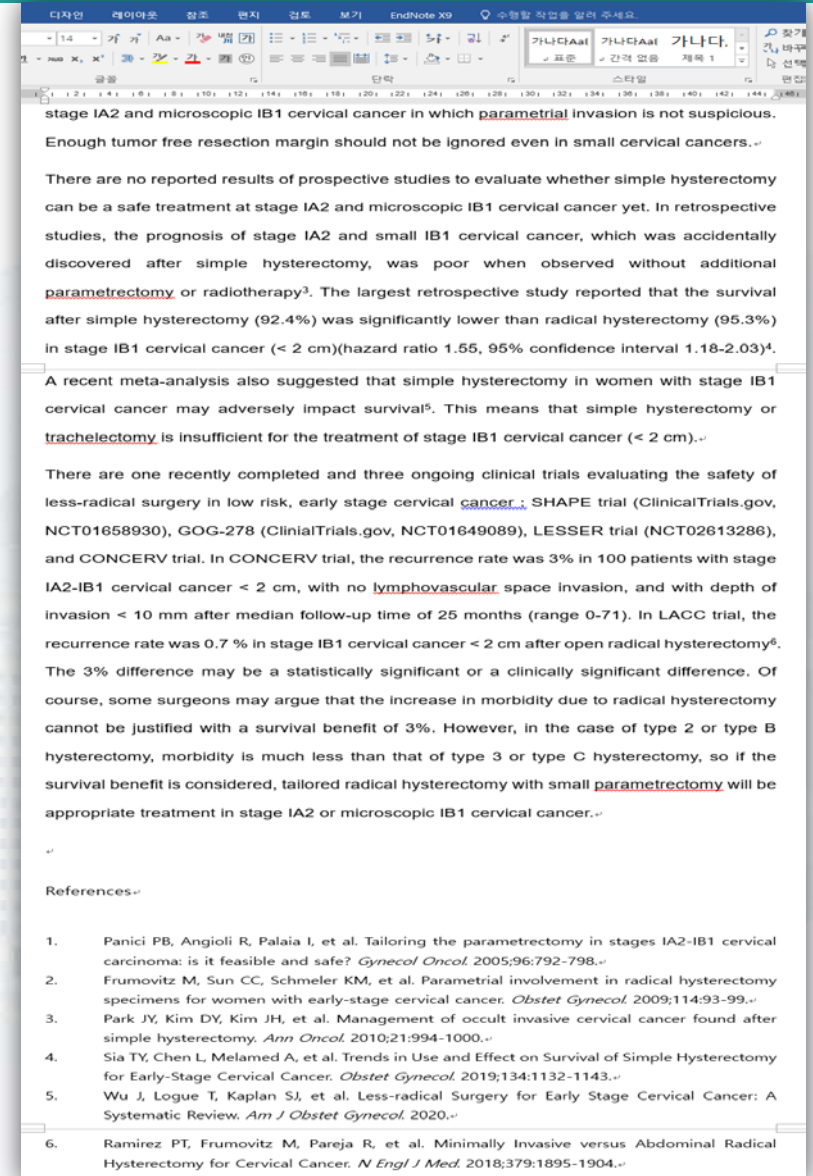 디자인 레이아웃 참조 편지 검토 보기 EndNote X9 수행할 작업을 알려 주세요.
14 가 가 Aa 가
가나다AaI 가나다AaI 가나다. 찾기
표준 간격 없음 제목 1 바꾸
선택
글꼴 단락 스타일 편집
stage IA2 and microscopic IB1 cervical cancer in which parametrial invasion is not suspicious.
Enough tumor free resection margin should not be ignored even in small cervical cancers.
There are no reported results of prospective studies to evaluate whether simple hysterectomy
can be a safe treatment at stage IA2 and microscopic IB1 cervical cancer yet. In retrospective
studies, the prognosis of stage IA2 and small IB1 cervical cancer, which was accidentally
discovered after simple hysterectomy, was poor when observed without additional
parametrectomy or radiotherapy³. The largest retrospective study reported that the survival
after simple hysterectomy (92.4%) was significantly lower than radical hysterectomy (95.3%)
in stage IB1 cervical cancer (< 2 cm)(hazard ratio 1.55, 95% confidence interval 1.18-2.03)⁴.
A recent meta-analysis also suggested that simple hysterectomy in women with stage IB1
cervical cancer may adversely impact survival⁵. This means that simple hysterectomy or
trachelectomy is insufficient for the treatment of stage IB1 cervical cancer (< 2 cm).
There are one recently completed and three ongoing clinical trials evaluating the safety of
less-radical surgery in low risk, early stage cervical cancer ; SHAPE trial (ClinicalTrials.gov,
NCT01658930), GOG-278 (ClinialTrials.gov, NCT01649089), LESSER trial (NCT02613286),
and CONCERV trial. In CONCERV trial, the recurrence rate was 3% in 100 patients with stage
IA2-IB1 cervical cancer < 2 cm, with no lymphovascular space invasion, and with depth of
invasion < 10 mm after median follow-up time of 25 months (range 0-71). In LACC trial, the
recurrence rate was 0.7 % in stage IB1 cervical cancer < 2 cm after open radical hysterectomy⁶.
The 3% difference may be a statistically significant or a clinically significant difference. Of
course, some surgeons may argue that the increase in morbidity due to radical hysterectomy
cannot be justified with a survival benefit of 3%. However, in the case of type 2 or type B
hysterectomy, morbidity is much less than that of type 3 or type C hysterectomy, so if the
survival benefit is considered, tailored radical hysterectomy with small parametrectomy will be
appropriate treatment in stage IA2 or microscopic IB1 cervical cancer.
References
1. Panici PB, Angioli R, Palaia I, et al. Tailoring the parametrectomy in stages IA2-IB1 cervical
carcinoma: is it feasible and safe? Gynecol Oncol. 2005;96:792-798.
2. Frumovitz M, Sun CC, Schmeler KM, et al. Parametrial involvement in radical hysterectomy
specimens for women with early-stage cervical cancer. Obstet Gynecol. 2009;114:93-99.
3. Park JY, Kim DY, Kim JH, et al. Management of occult invasive cervical cancer found after
simple hysterectomy. Ann Oncol. 2010;21:994-1000.
4. Sia TY, Chen L, Melamed A, et al. Trends in Use and Effect on Survival of Simple Hysterectomy
for Early-Stage Cervical Cancer. Obstet Gynecol. 2019;134:1132-1143.
5. Wu J, Logue T, Kaplan SJ, et al. Less-radical Surgery for Early Stage Cervical Cancer: A
Systematic Review. Am J Obstet Gynecol. 2020.
6. Ramirez PT, Frumovitz M, Pareja R, et al. Minimally Invasive versus Abdominal Radical
Hysterectomy for Cervical Cancer. N Engl J Med. 2018;379:1895-1904.